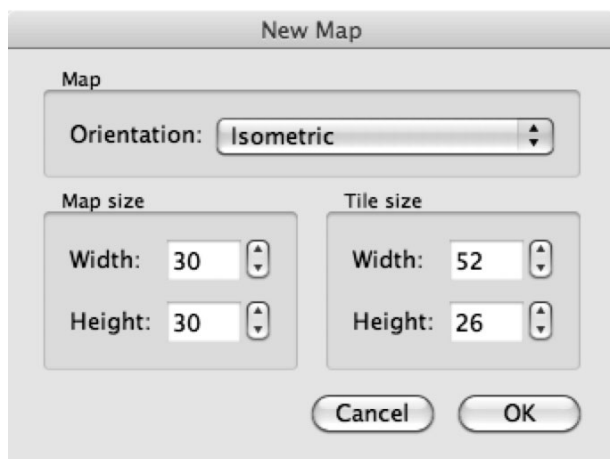 New Map
Map
Orientation: Isometric
Map size
Width: 30
Height: 30
Tile size
Width: 52
Height: 26
Cancel OK